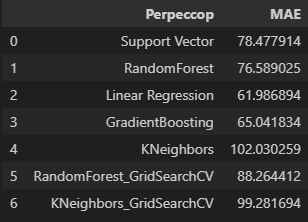 Регрессор MAE
0 Support Vector 78.477914
1 RandomForest 76.589025
2 Linear Regression 61.986894
3 GradientBoosting 65.041834
4 KNeighbors 102.030259
5 RandomForest_GridSearchCV 88.264412
6 KNeighbors_GridSearchCV 99.281694